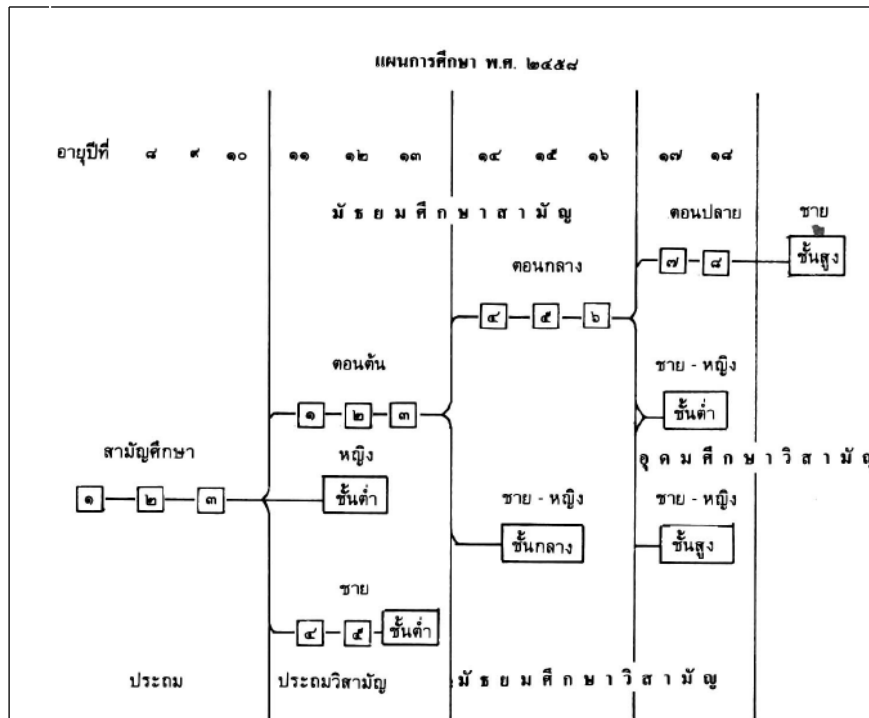 แผนการศึกษา พ.ศ. ๒๔๕๘
อายุปีที่ ๘ ๙ ๑๐ ๑๑ ๑๒ ๑๓ ๑๔ ๑๕ ๑๖ ๑๗ ๑๘
มัธยมศึกษาสามัญ ตอนปลาย ชาย
ตอนกลาง ๗ ๘ ชั้นสูง
๔ ๕ ๖
ตอนต้น ชาย - หญิง
๑ ๒ ๓ ชั้นต่ำ
สามัญศึกษา หญิง อุดมศึกษาวิสามัญ
๑ ๒ ๓ ชั้นต่ำ ชาย - หญิง ชาย - หญิง
ชั้นกลาง ชั้นสูง
ชาย
๔ ๕ ชั้นต่ำ
ประถม ประถมวิสามัญ มัธยมศึกษาวิสามัญ